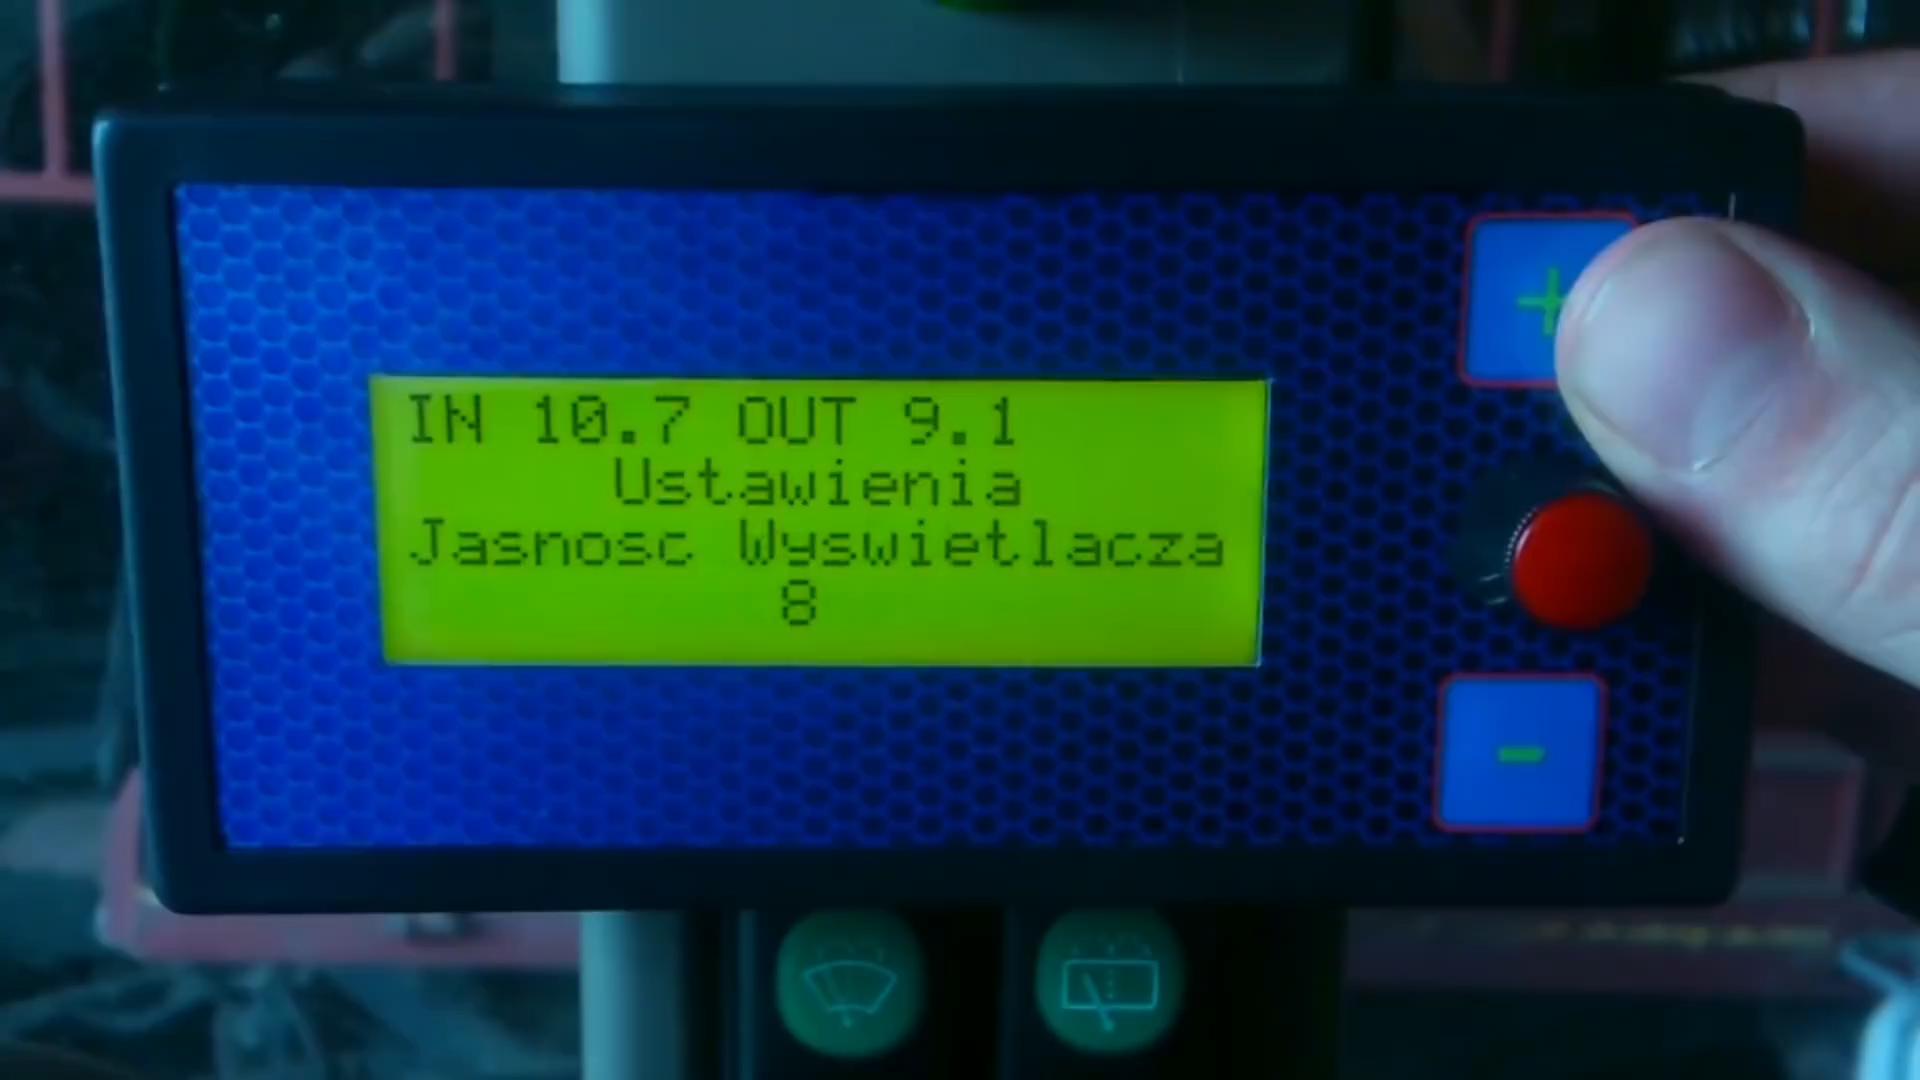 IN 10.7 OUT 9.1
Ustawienia
Jasnosc Wyswietlacza
8
+
-